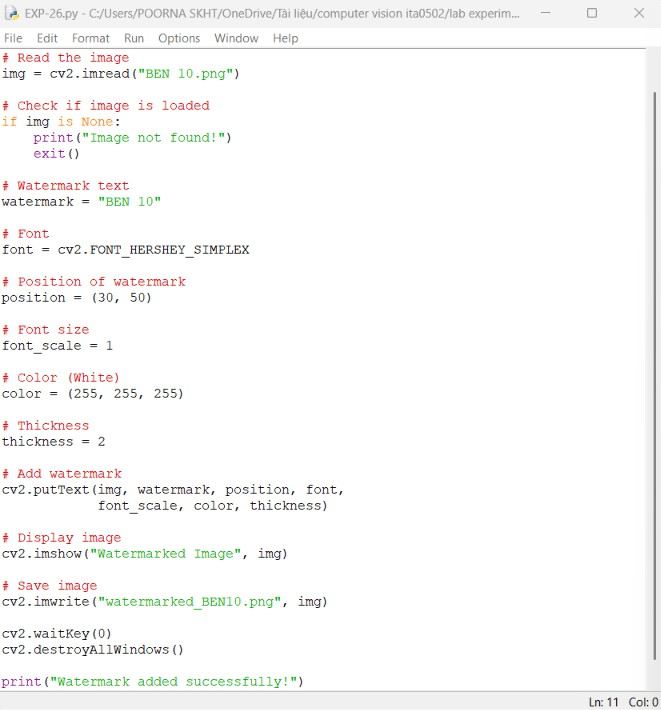 EXP-26.py - C:/Users/POORNA SKHT/OneDrive/Tài liệu/computer vision ita0502/lab experim...
File Edit Format Run Options Window Help
# Read the image
img = cv2.imread("BEN 10.png")
# Check if image is loaded
if img is None:
    print("Image not found!")
    exit()
# Watermark text
watermark = "BEN 10"
# Font
font = cv2.FONT_HERSHEY_SIMPLEX
# Position of watermark
position = (30, 50)
# Font size
font_scale = 1
# Color (White)
color = (255, 255, 255)
# Thickness
thickness = 2
# Add watermark
cv2.putText(img, watermark, position, font,
            font_scale, color, thickness)
# Display image
cv2.imshow("Watermarked Image", img)
# Save image
cv2.imwrite("watermarked_BEN10.png", img)
cv2.waitKey(0)
cv2.destroyAllWindows()
print("Watermark added successfully!")
Ln: 11 Col: 0